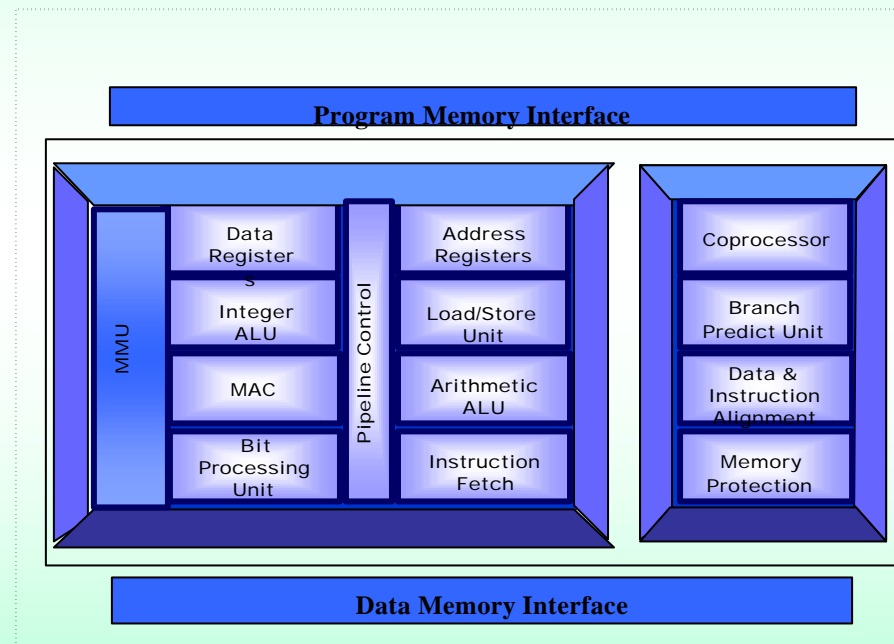 Program Memory Interface
MMU
Data
Register
s
Integer
ALU
MAC
Bit
Processing
Unit
Pipeline Control
Address
Registers
Load/Store
Unit
Arithmetic
ALU
Instruction
Fetch
Coprocessor
Branch
Predict Unit
Data &
Instruction
Alignment
Memory
Protection
Data Memory Interface